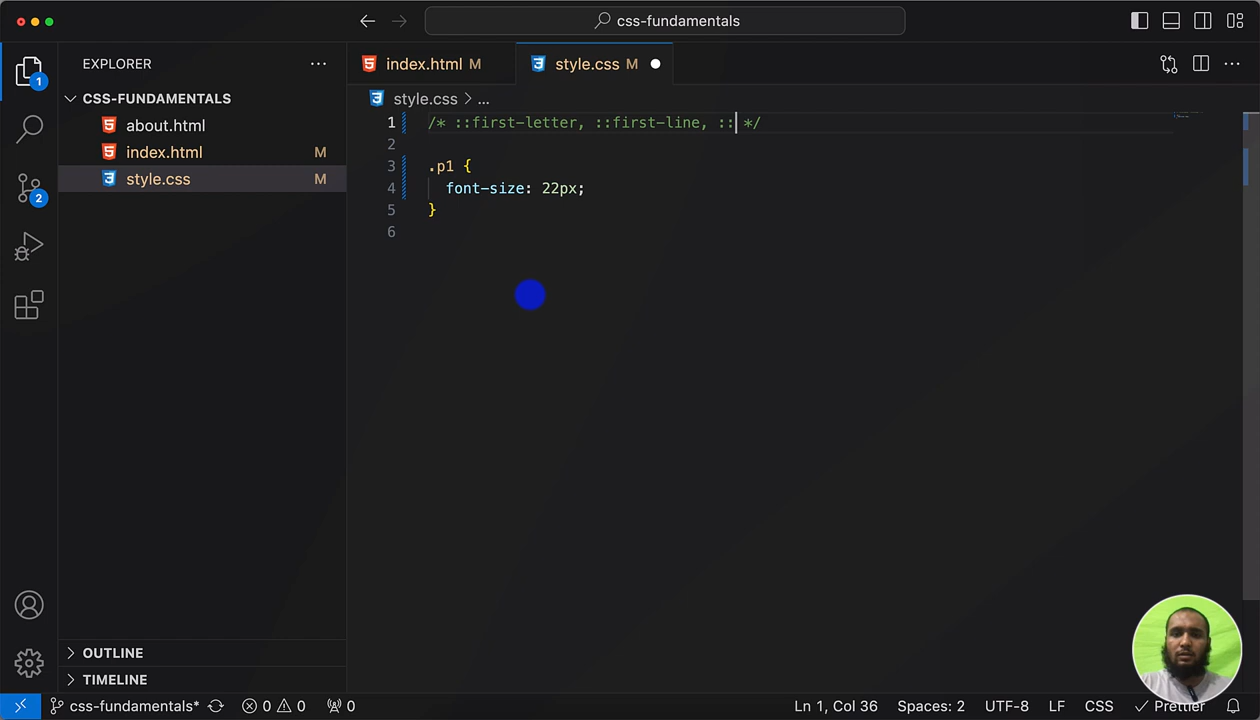 css-fundamentals
1
2
EXPLORER ...
CSS-FUNDAMENTALS
about.html
index.html M
style.css M
OUTLINE
TIMELINE
index.html M
style.css M
style.css > ...
1 /* ::first-letter, ::first-line, :: */
2
3 .p1 {
4 font-size: 22px;
5 }
6
css-fundamentals* 0 0 0 Ln 1, Col 36 Spaces: 2 UTF-8 LF CSS Prettier